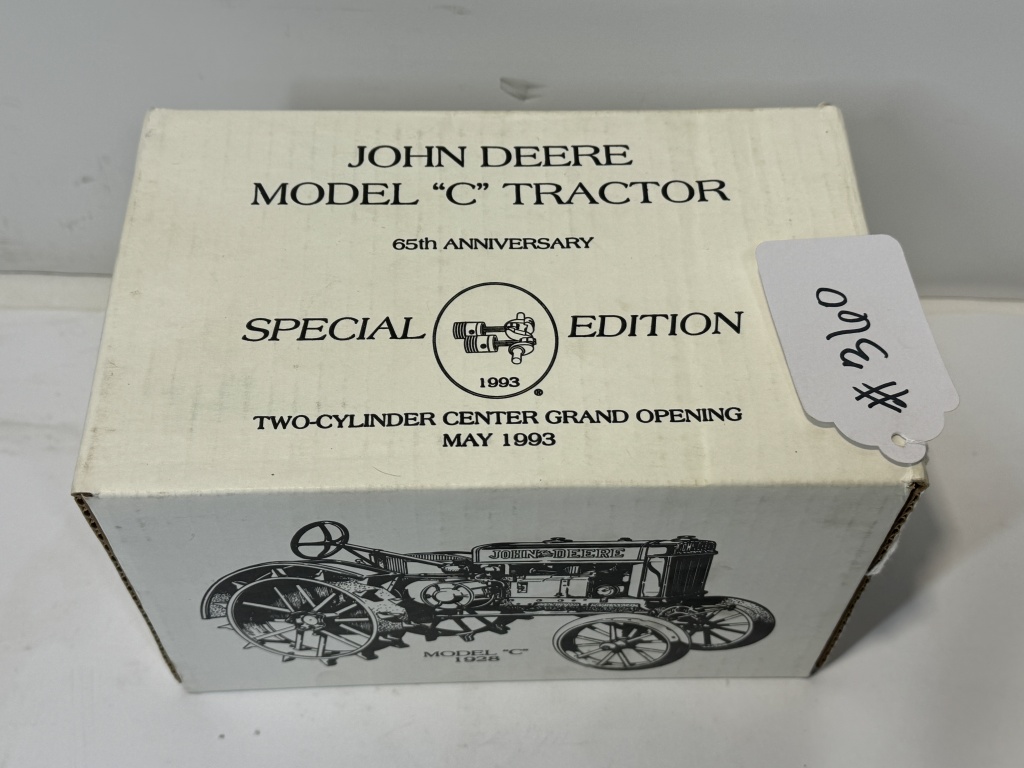 JOHN DEERE
MODEL "C" TRACTOR
65th ANNIVERSARY
SPECIAL EDITION
1993
®
TWO-CYLINDER CENTER GRAND OPENING
MAY 1993
#360
JOHN DEERE
MODEL "C"
1928